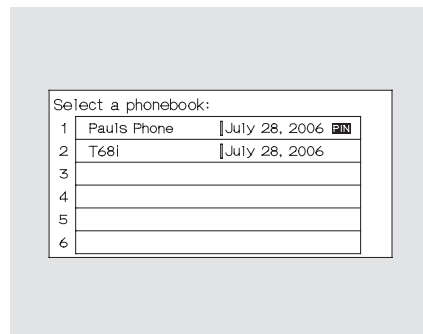 Select a phonebook:
1 Pauls Phone July 28, 2006 PIN
2 T68i July 28, 2006
3
4
5
6